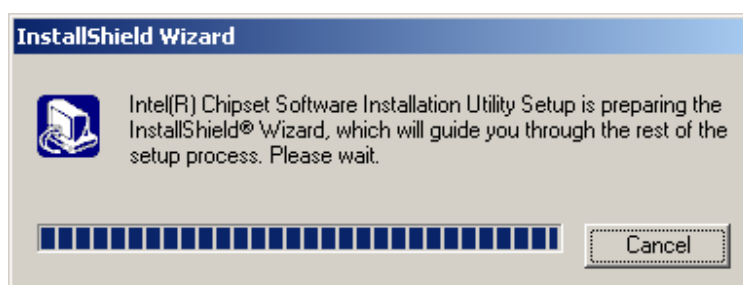 InstallShield Wizard
Intel(R) Chipset Software Installation Utility Setup is preparing the
InstallShield® Wizard, which will guide you through the rest of the
setup process. Please wait.
Cancel